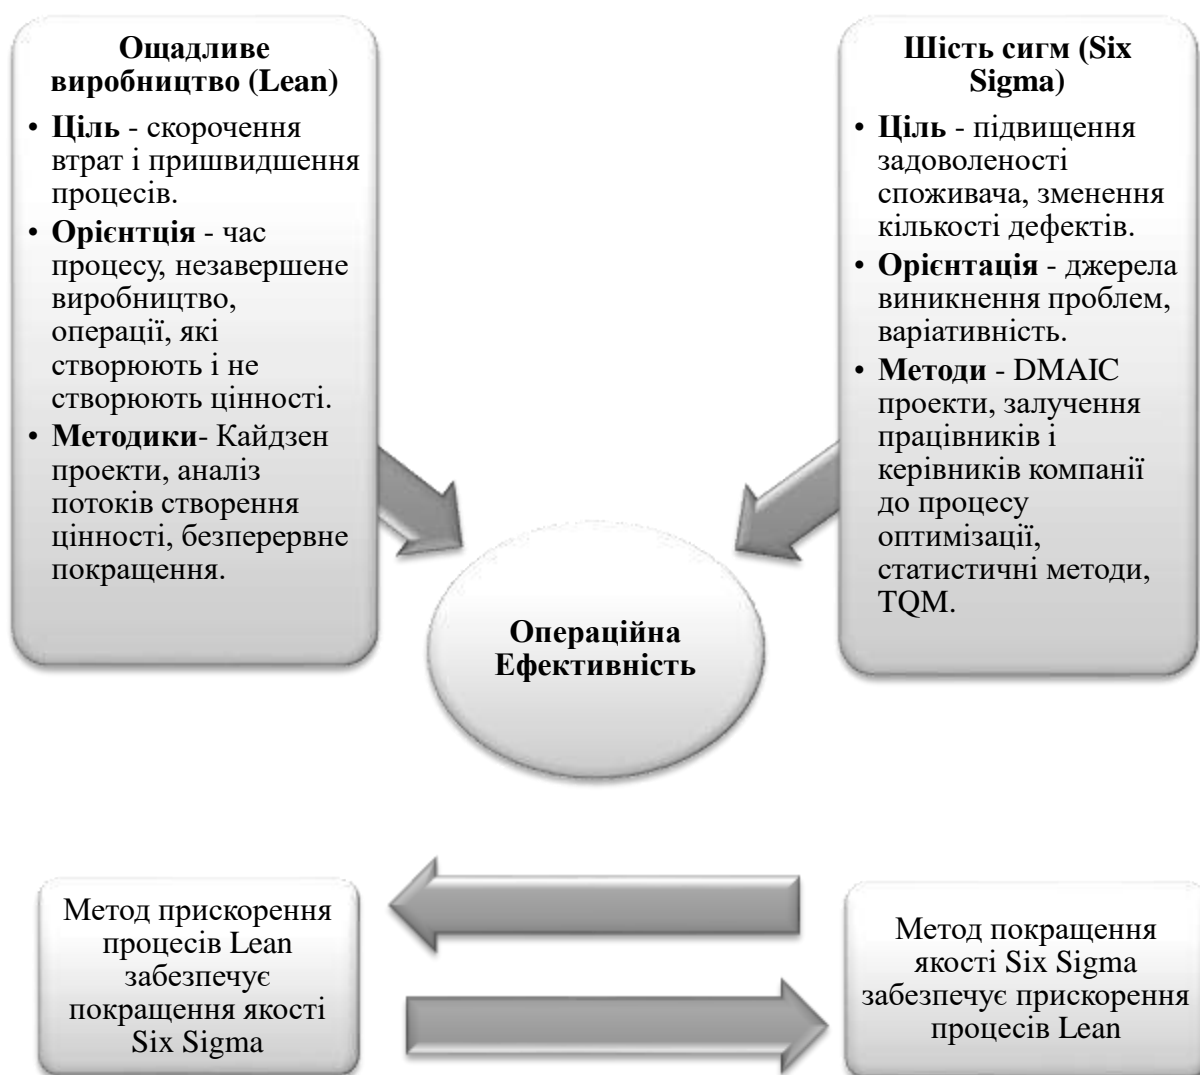 Ощадливе
виробництво (Lean)
• Ціль - скорочення
втрат і пришвидшення
процесів.
• Орієнтція - час
процесу, незавершене
виробництво,
операції, які
створюють і не
створюють цінності.
• Методики- Кайдзен
проекти, аналіз
потоків створення
цінності, безперервне
покращення.
Шість сигм (Six
Sigma)
• Ціль - підвищення
задоволеності
споживача, зменення
кількості дефектів.
• Орієнтація - джерела
виникнення проблем,
варіативність.
• Методи - DMAIC
проекти, залучення
працівників і
керівників компанії
до процесу
оптимізації,
статистичні методи,
TQM.
Операційна
Ефективність
Метод прискорення
процесів Lean
забезпечує
покращення якості
Six Sigma
Метод покращення
якості Six Sigma
забезпечує прискорення
процесів Lean